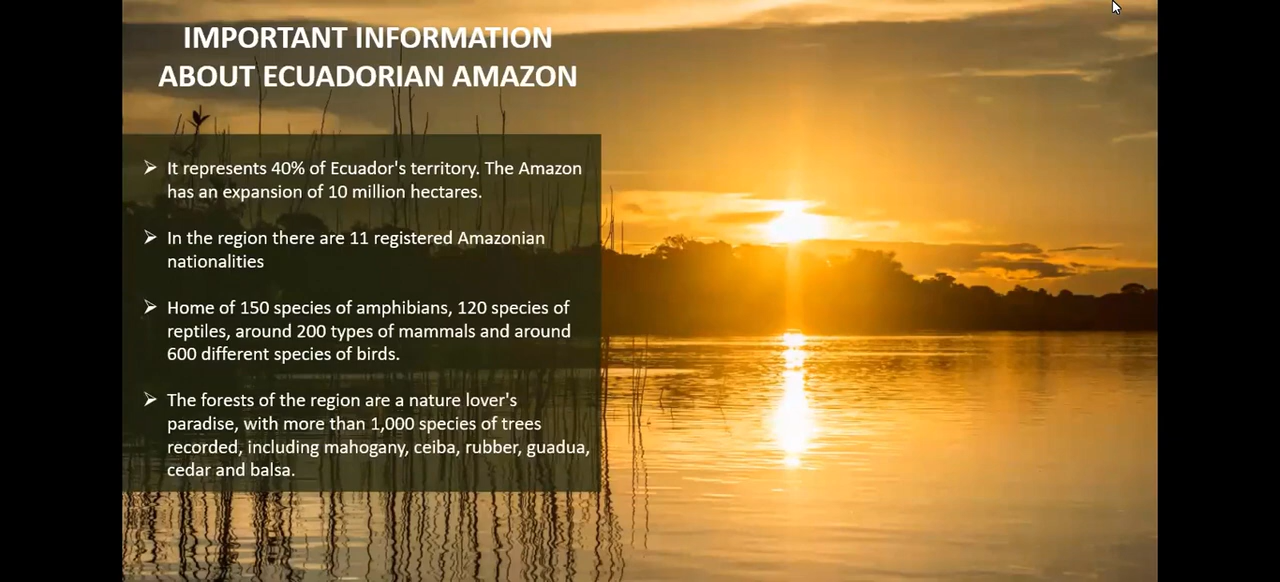 IMPORTANT INFORMATION
ABOUT ECUADORIAN AMAZON
➢ It represents 40% of Ecuador's territory. The Amazon
has an expansion of 10 million hectares.
➢ In the region there are 11 registered Amazonian
nationalities
➢ Home of 150 species of amphibians, 120 species of
reptiles, around 200 types of mammals and around
600 different species of birds.
➢ The forests of the region are a nature lover's
paradise, with more than 1,000 species of trees
recorded, including mahogany, ceiba, rubber, guadua,
cedar and balsa.